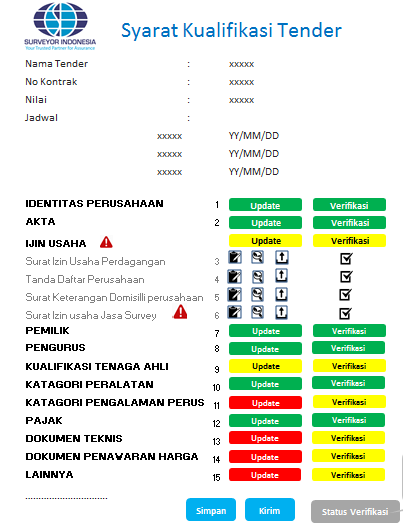 SURVEYOR INDONESIA
Your Trusted Partner for Assurance
Syarat Kualifikasi Tender
Nama Tender : xxxxx
No Kontrak : xxxxx
Nilai : xxxxx
Jadwal :
xxxxx YY/MM/DD
xxxxx YY/MM/DD
xxxxx YY/MM/DD
IDENTITAS PERUSAHAAN 1 Update Verifikasi
AKTA 2 Update Verifikasi
IJIN USAHA Update Verifikasi
Surat Izin Usaha Perdagangan 3
Tanda Daftar Perusahaan 4
Surat Keterangan Domisilli perusahaan 5
Surat Izin usaha Jasa Survey 6
PEMILIK 7 Update Verifikasi
PENGURUS 8 Update Verifikasi
KUALIFIKASI TENAGA AHLI 9 Update Verifikasi
KATAGORI PERALATAN 10 Update Verifikasi
KATAGORI PENGALAMAN PERUS 11 Update Verifikasi
PAJAK 12 Update Verifikasi
DOKUMEN TEKNIS 13 Update Verifikasi
DOKUMEN PENAWARAN HARGA 14 Update Verifikasi
LAINNYA 15 Update Verifikasi
................................
Simpan Kirim Status Verifikasi